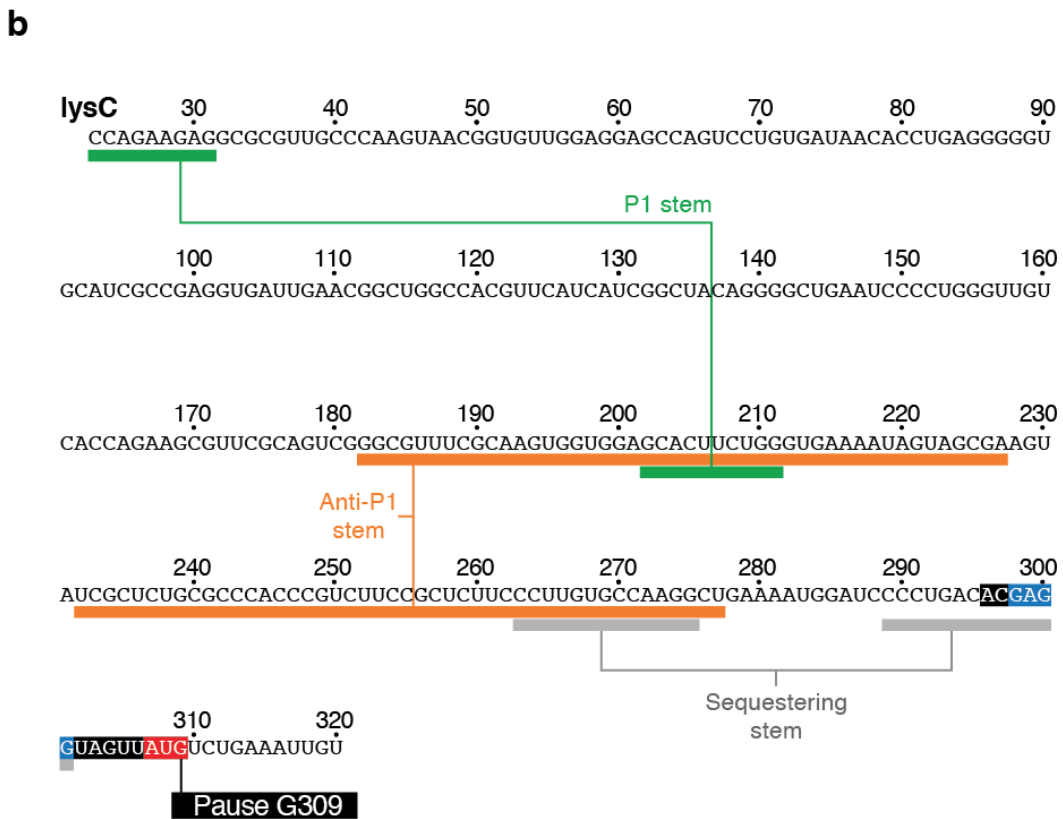 b
lysC
30 40 50 60 70 80 90
CCAGAAGAGGCGCGUUGCCCAAGUAACGGUGUUGGAGGAGCCAGUCCUGUGAUAACACCUGAGGGGGU
P1 stem
100 110 120 130 140 150 160
GCAUCGCCGAGGUGAUUGAACGGCUGGCCACGUUCAUCAUCGGCUACAGGGGCUGAAUCCCCUGGGUUGU
170 180 190 200 210 220 230
CACCAGAAGCGUUCGCAGUCGGGCGUUUCGCAAGUGGUGGAGCACUUCUGGGUGAAAAUAGUAGCGAAGU
Anti-P1
stem
240 250 260 270 280 290 300
AUCGCUCUGCGCCCACCCGUCUUCCGCUCUUCCCUUGUGCCAAGGCUGAAAAUGGAUCCCCUGACACGAG
Sequestering
stem
310 320
GUAGUUAUGUCUGAAAUUGU
Pause G309